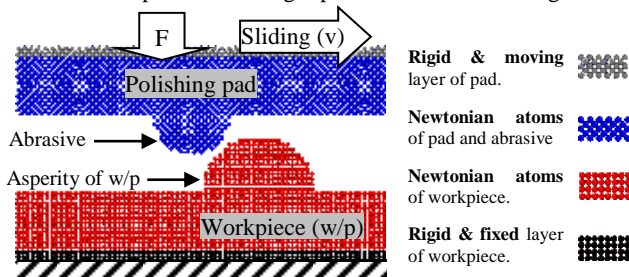 F
Sliding (v)
Polishing pad
Abrasive
Asperity of w/p
Workpiece (w/p)
Rigid & moving
layer of pad.
Newtonian atoms
of pad and abrasive
Newtonian atoms
of workpiece.
Rigid & fixed layer
of workpiece.